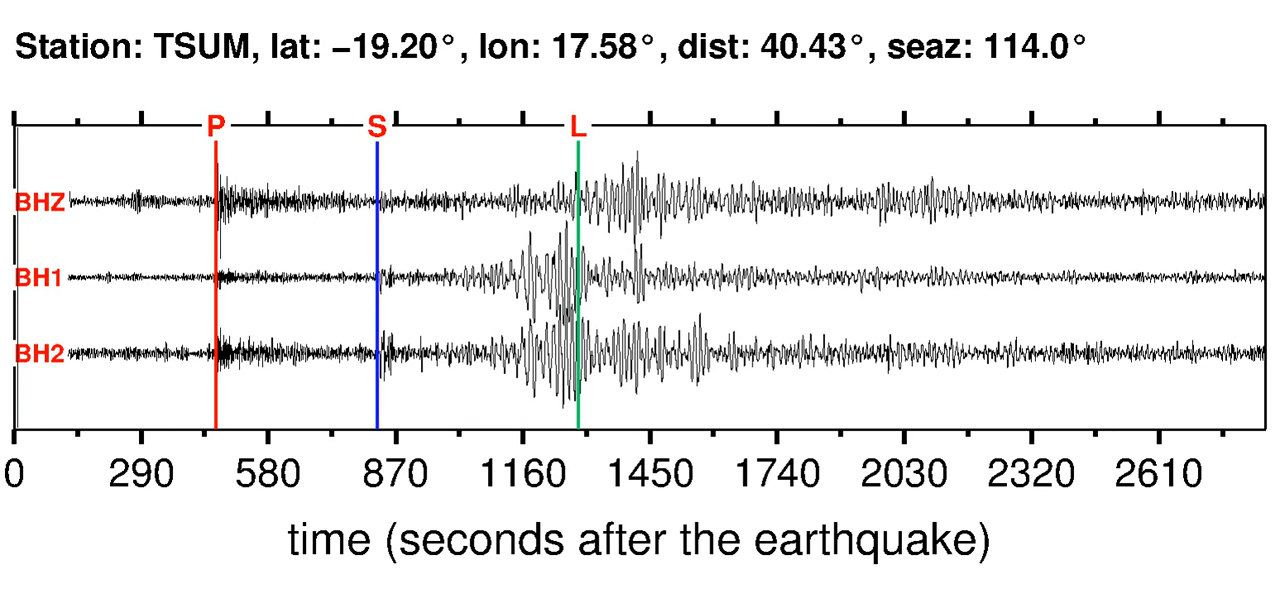 Station: TSUM, lat: −19.20°, lon: 17.58°, dist: 40.43°, seaz: 114.0°
P S L
BHZ
BH1
BH2
0 290 580 870 1160 1450 1740 2030 2320 2610
time (seconds after the earthquake)